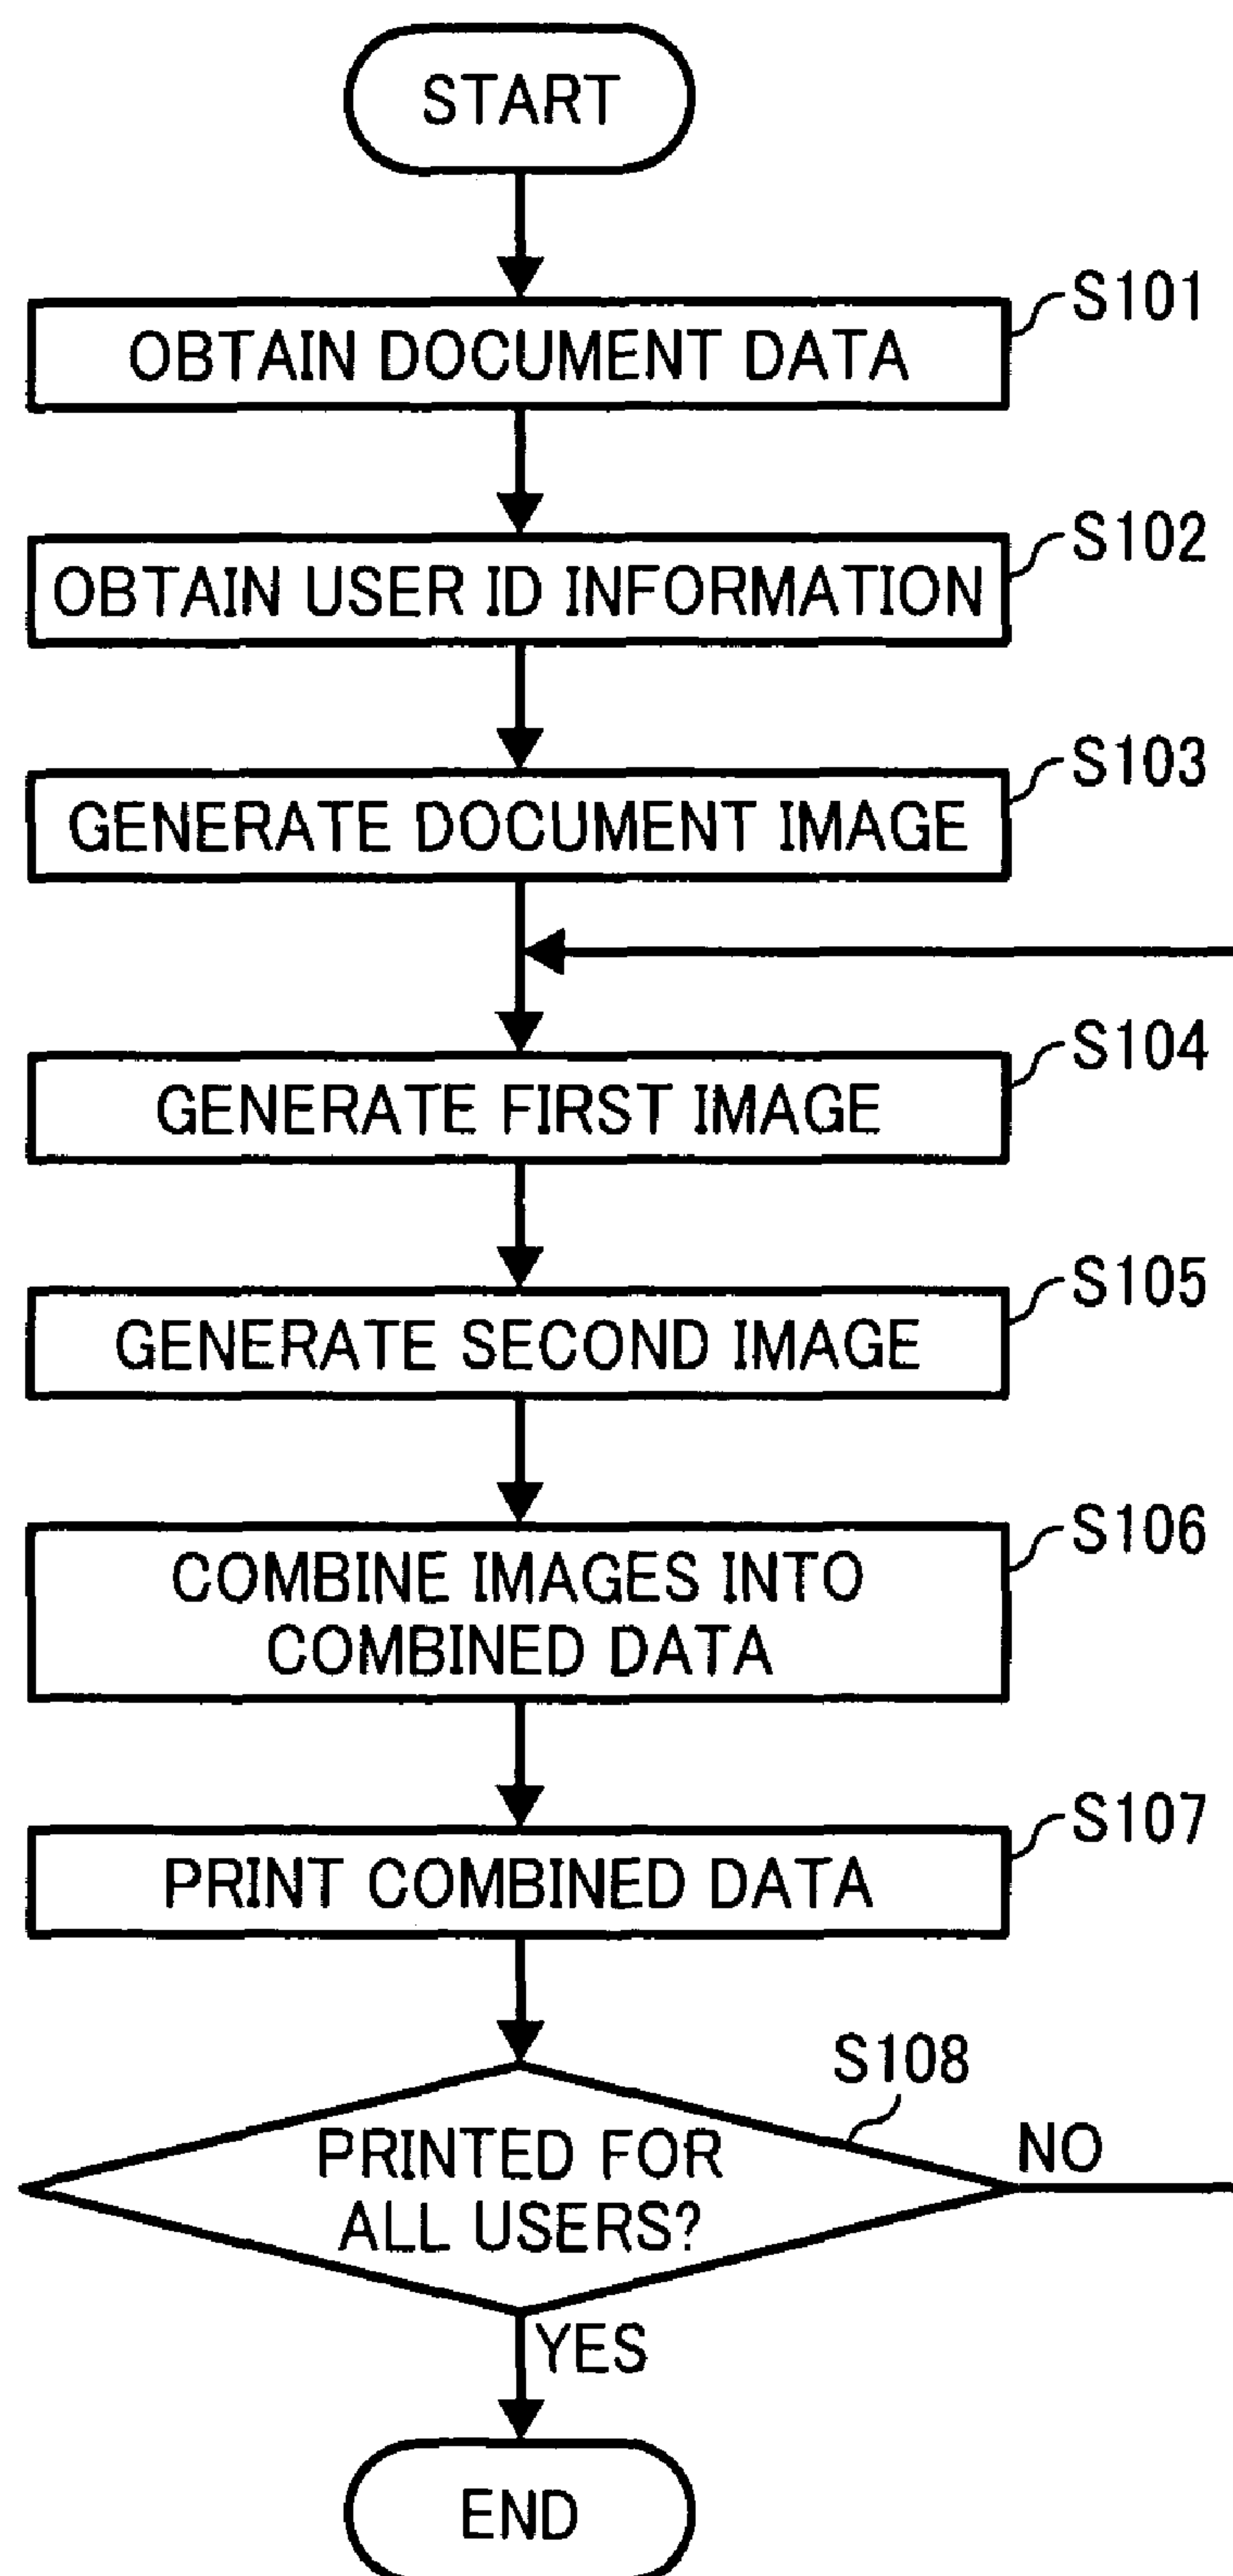 START
S101
OBTAIN DOCUMENT DATA
S102
OBTAIN USER ID INFORMATION
S103
GENERATE DOCUMENT IMAGE
S104
GENERATE FIRST IMAGE
S105
GENERATE SECOND IMAGE
S106
COMBINE IMAGES INTO
COMBINED DATA
S107
PRINT COMBINED DATA
S108
PRINTED FOR
ALL USERS?
NO
YES
END